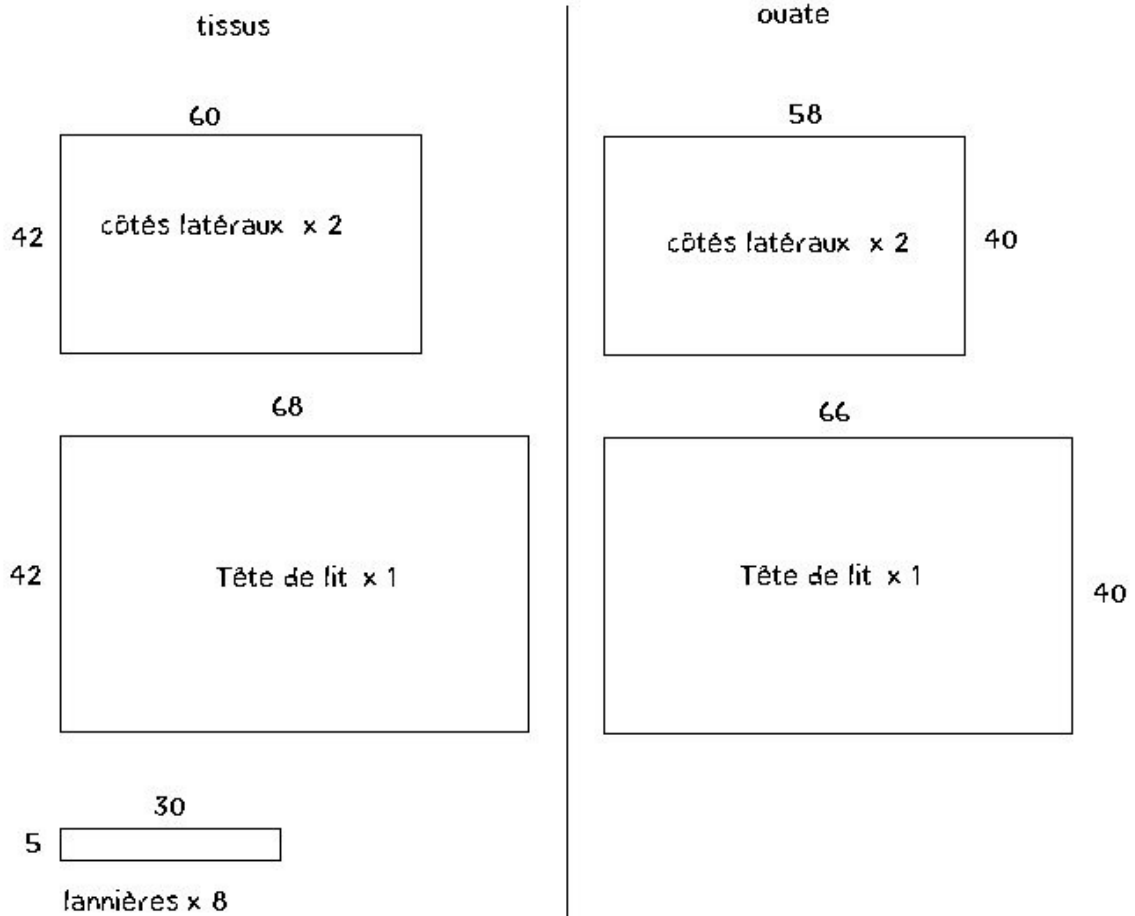 tissus
60
42
côtés latéraux x 2
68
42
Tête de lit x 1
30
5
lannières x 8
ouate
58
côtés latéraux x 2
40
66
Tête de lit x 1
40